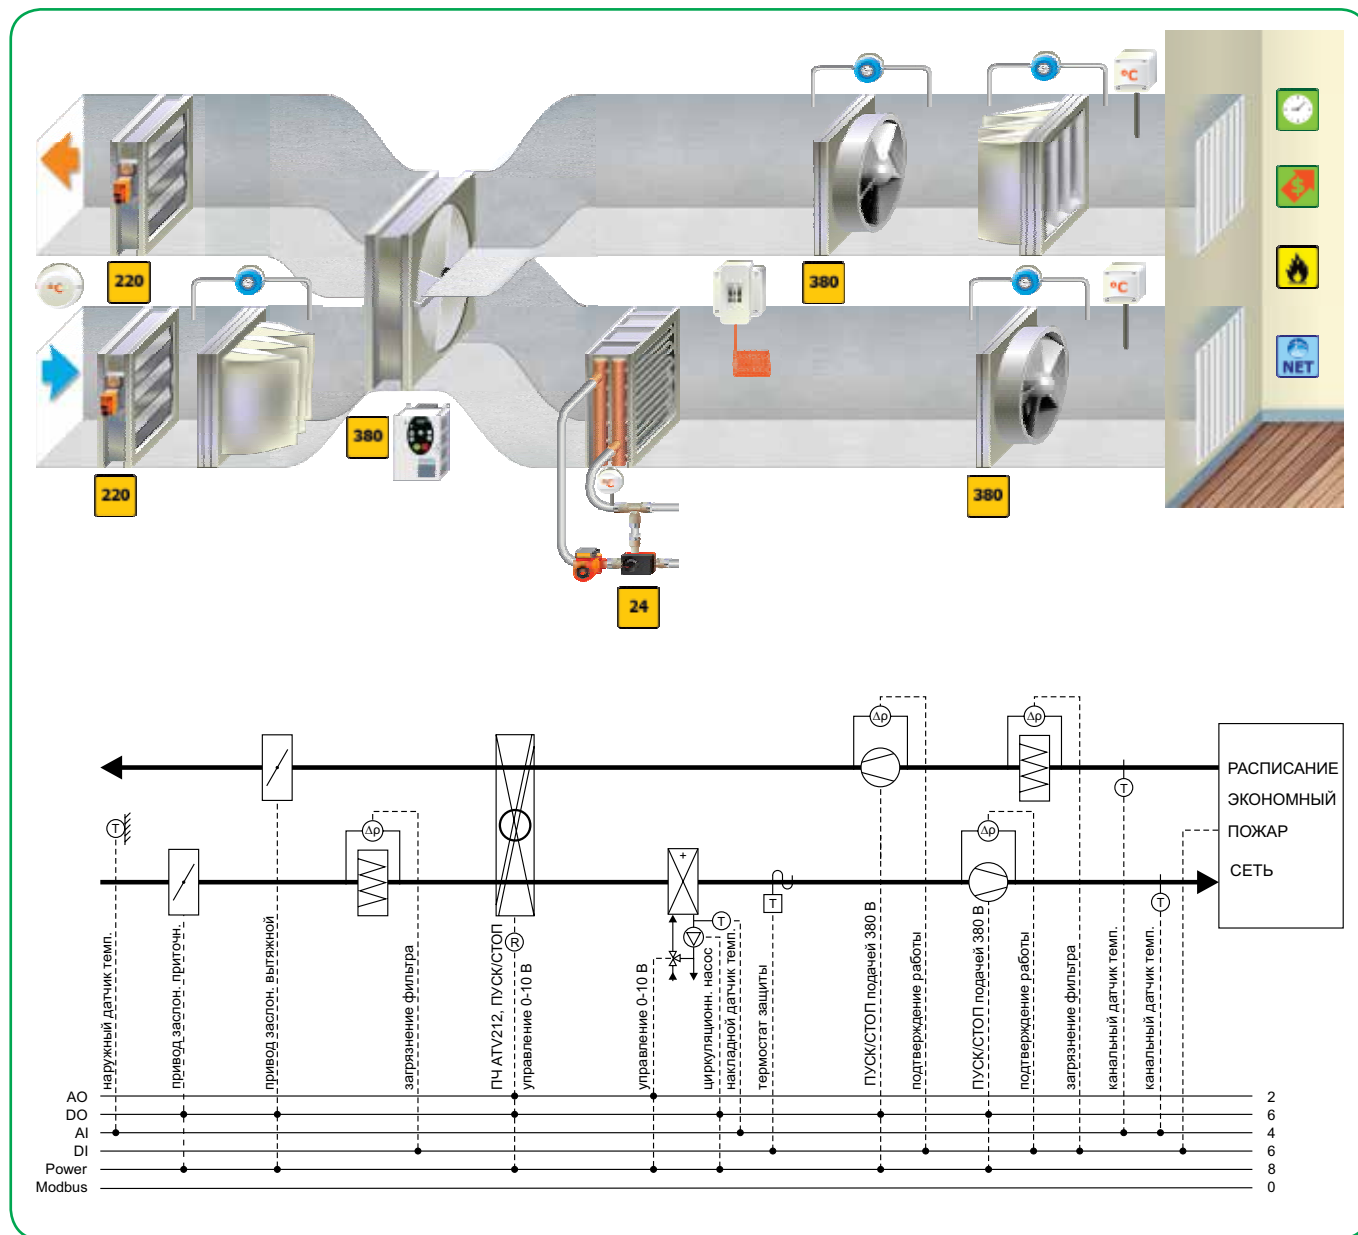 °C
°C
°C
°C
220
380
220
380
380
24
NET
Δρ
Δρ
РАСПИСАНИЕ
ЭКОНОМНЫЙ
ПОЖАР
СЕТЬ
T
T
Δρ
Δρ
+
T
T
T
R
наружный датчик темп.
привод заслон. приточн.
привод заслон. вытяжной
загрязнение фильтра
ПЧ ATV212, ПУСК/СТОП
управление 0-10 В
управление 0-10 В
циркуляционн. насос
накладной датчик темп.
термостат защиты
ПУСК/СТОП подачей 380 В
подтверждение работы
ПУСК/СТОП подачей 380 В
подтверждение работы
загрязнение фильтра
канальный датчик темп.
канальный датчик темп.
AO 2
DO 6
AI 4
DI 6
Power 8
Modbus 0